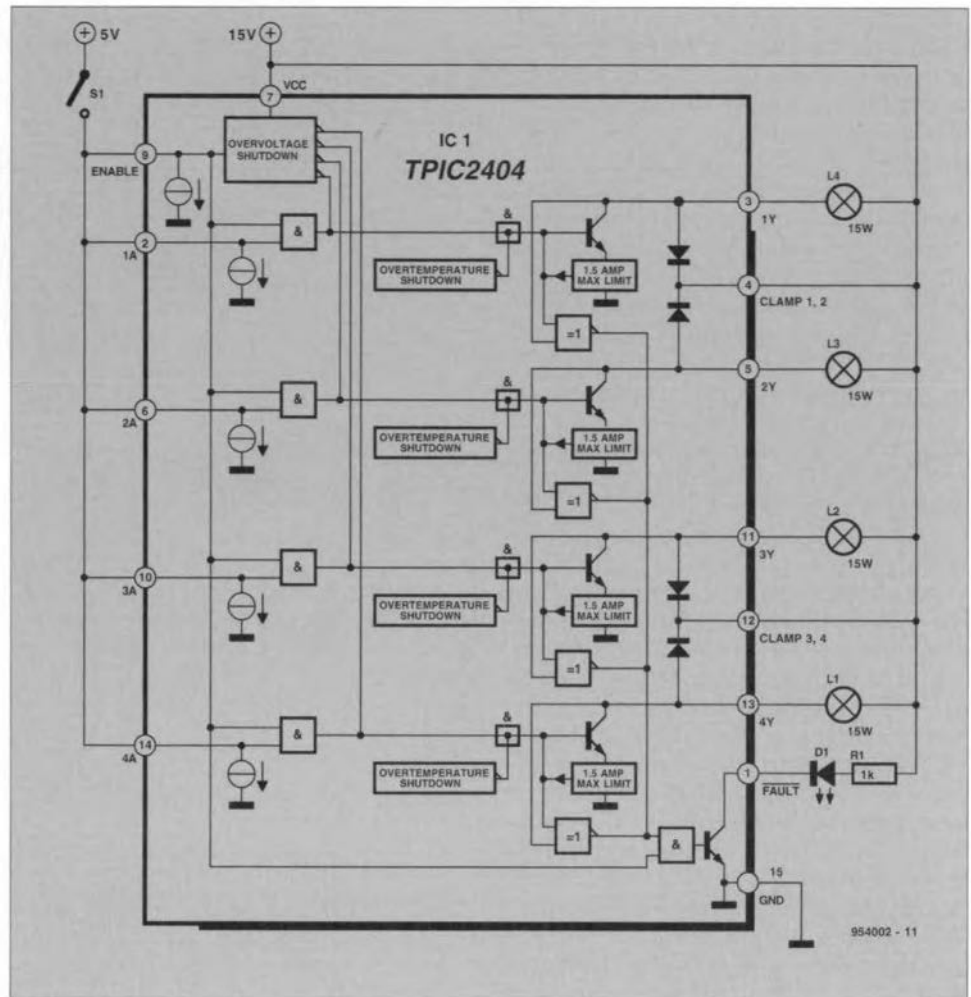 5V
15V
S1
7
VCC
IC 1
TPIC2404
OVERVOLTAGE
SHUTDOWN
9
ENABLE
&
&
3
1Y
L4
15W
2
1A
OVERTEMPERATURE
SHUTDOWN
1.5 AMP
MAX LIMIT
4
CLAMP 1, 2
=1
&
&
5
2Y
L3
15W
6
2A
OVERTEMPERATURE
SHUTDOWN
1.5 AMP
MAX LIMIT
=1
&
&
11
3Y
L2
15W
10
3A
OVERTEMPERATURE
SHUTDOWN
1.5 AMP
MAX LIMIT
12
CLAMP 3, 4
=1
&
&
13
4Y
L1
15W
14
4A
OVERTEMPERATURE
SHUTDOWN
1.5 AMP
MAX LIMIT
1
FAULT
D1
R1
1k
=1
&
15
GND
954002 - 11